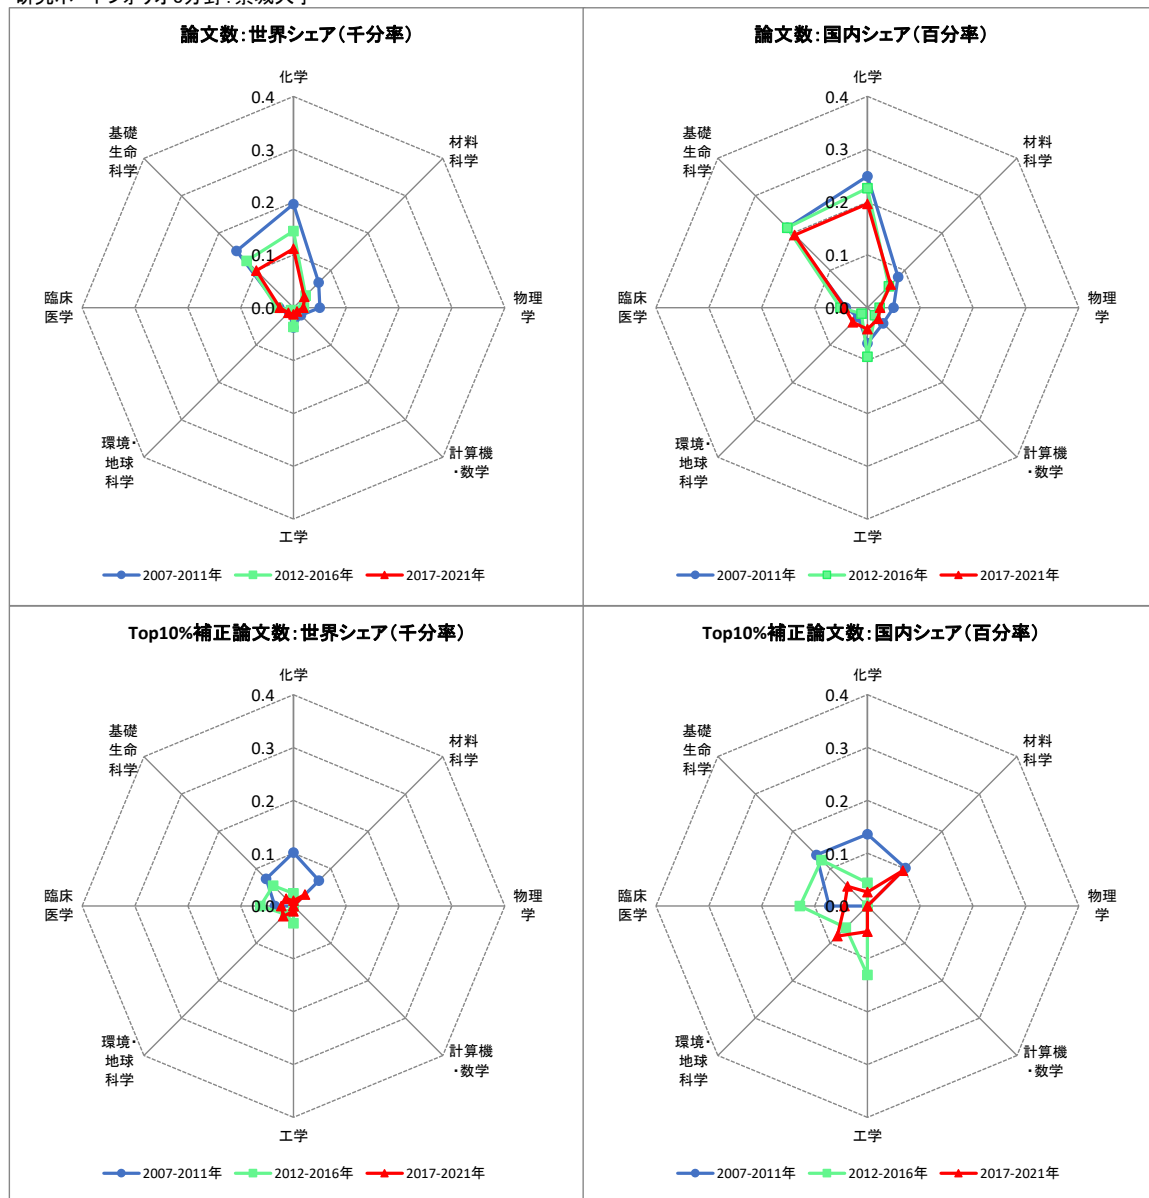 論文数:世界シェア(千分率)
化学
0.4
0.3
0.2
0.1
0.0
材料
科学
物理
学
計算機
・数学
工学
環境・
地球
科学
臨床
医学
基礎
生命
科学
2007-2011年
2012-2016年
2017-2021年
論文数:国内シェア(百分率)
化学
0.4
0.3
0.2
0.1
0.0
材料
科学
物理
学
計算機
・数学
工学
環境・
地球
科学
臨床
医学
基礎
生命
科学
2007-2011年
2012-2016年
2017-2021年
Top10%補正論文数:世界シェア(千分率)
化学
0.4
0.3
0.2
0.1
0.0
材料
科学
物理
学
計算機
・数学
工学
環境・
地球
科学
臨床
医学
基礎
生命
科学
2007-2011年
2012-2016年
2017-2021年
Top10%補正論文数:国内シェア(百分率)
化学
0.4
0.3
0.2
0.1
0.0
材料
科学
物理
学
計算機
・数学
工学
環境・
地球
科学
臨床
医学
基礎
生命
科学
2007-2011年
2012-2016年
2017-2021年